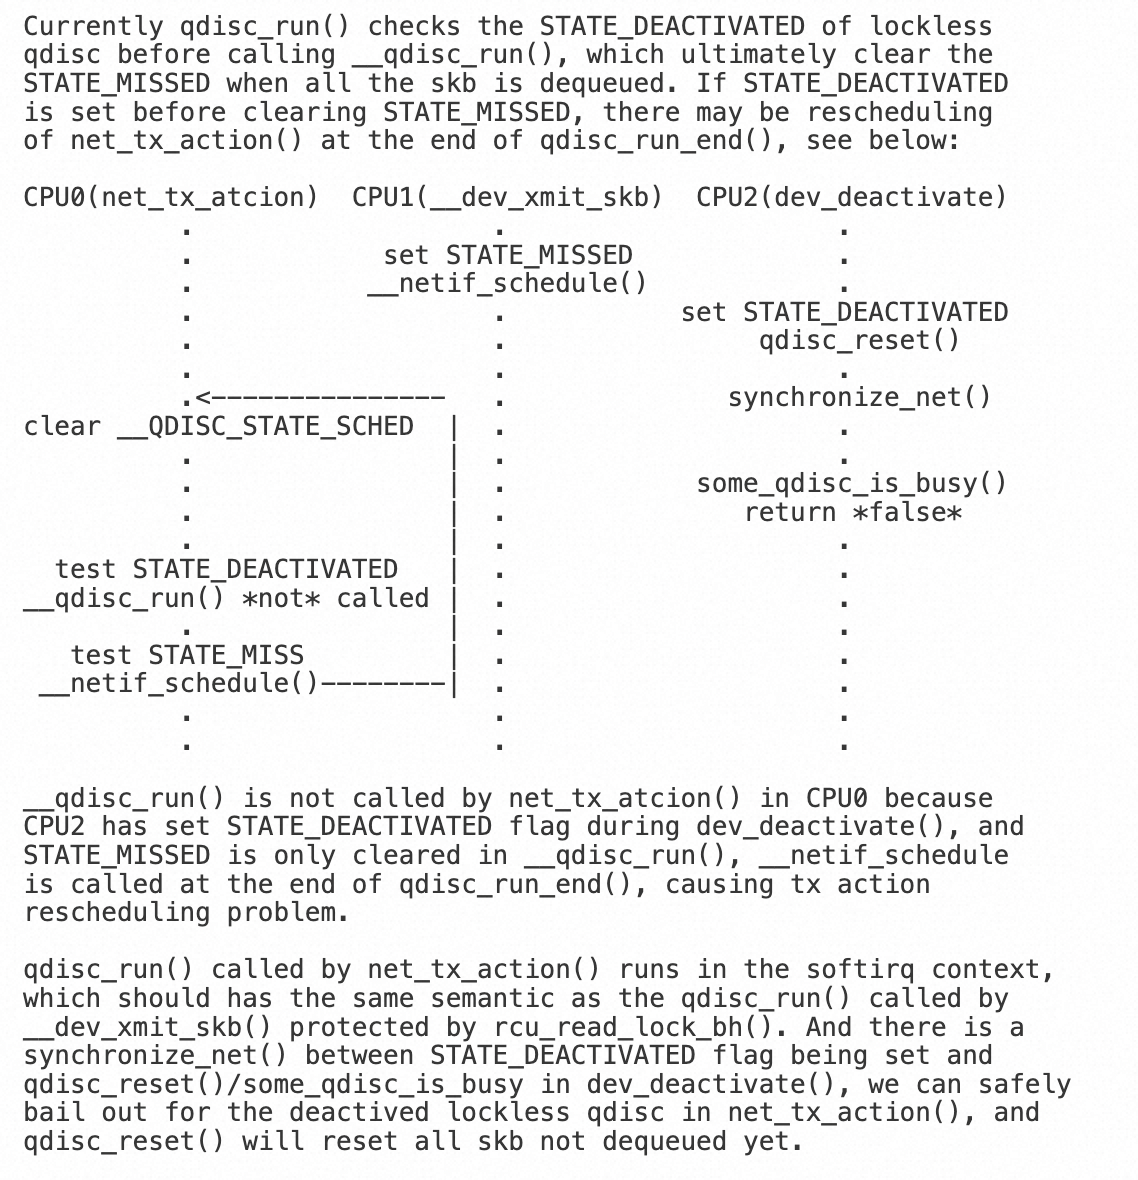 Currently qdisc_run() checks the STATE_DEACTIVATED of lockless
qdisc before calling __qdisc_run(), which ultimately clear the
STATE_MISSED when all the skb is dequeued. If STATE_DEACTIVATED
is set before clearing STATE_MISSED, there may be rescheduling
of net_tx_action() at the end of qdisc_run_end(), see below:

CPU0(net_tx_atcion)  CPU1(__dev_xmit_skb)  CPU2(dev_deactivate)
          .                   .                     .
          .            set STATE_MISSED             .
          .           __netif_schedule()            .
          .                   .           set STATE_DEACTIVATED
          .                   .                qdisc_reset()
          .                   .                     .
          .<---------------   .              synchronize_net()
clear __QDISC_STATE_SCHED  |  .                     .
          .                |  .                     .
          .                |  .            some_qdisc_is_busy()
          .                |  .               return *false*
          .                |  .                     .
  test STATE_DEACTIVATED   |  .                     .
__qdisc_run() *not* called |  .                     .
          .                |  .                     .
   test STATE_MISS         |  .                     .
 __netif_schedule()--------|  .                     .
          .                   .                     .
          .                   .                     .

__qdisc_run() is not called by net_tx_atcion() in CPU0 because
CPU2 has set STATE_DEACTIVATED flag during dev_deactivate(), and
STATE_MISSED is only cleared in __qdisc_run(), __netif_schedule
is called at the end of qdisc_run_end(), causing tx action
rescheduling problem.

qdisc_run() called by net_tx_action() runs in the softirq context,
which should has the same semantic as the qdisc_run() called by
__dev_xmit_skb() protected by rcu_read_lock_bh(). And there is a
synchronize_net() between STATE_DEACTIVATED flag being set and
qdisc_reset()/some_qdisc_is_busy in dev_deactivate(), we can safely
bail out for the deactived lockless qdisc in net_tx_action(), and
qdisc_reset() will reset all skb not dequeued yet.